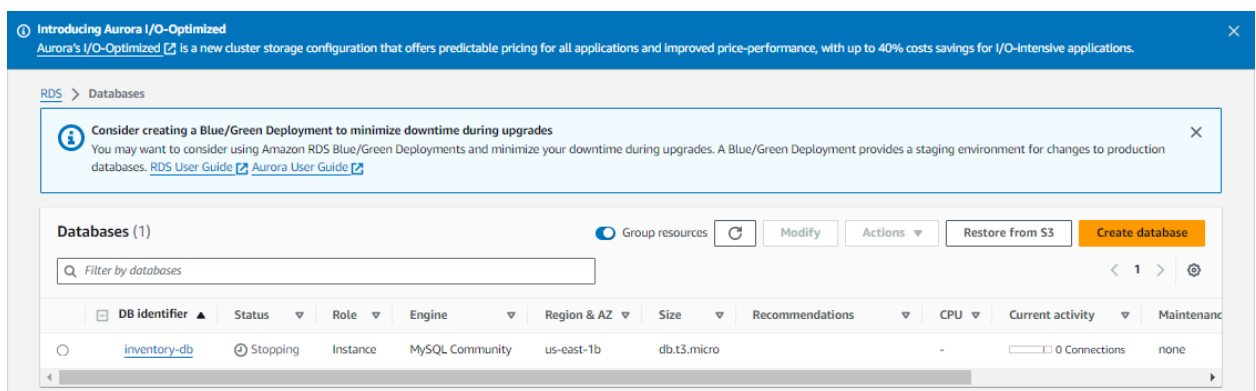 Introducing Aurora I/O-Optimized
Aurora's I/O-Optimized is a new cluster storage configuration that offers predictable pricing for all applications and improved price-performance, with up to 40% costs savings for I/O-intensive applications.
RDS > Databases
Consider creating a Blue/Green Deployment to minimize downtime during upgrades
You may want to consider using Amazon RDS Blue/Green Deployments and minimize your downtime during upgrades. A Blue/Green Deployment provides a staging environment for changes to production
databases. RDS User Guide Aurora User Guide
Databases (1) Group resources Modify Actions Restore from S3 Create database
Filter by databases < 1 >
DB identifier Status Role Engine Region & AZ Size Recommendations CPU Current activity Maintenanc
inventory-db Stopping Instance MySQL Community us-east-1b db.t3.micro - 0 Connections none